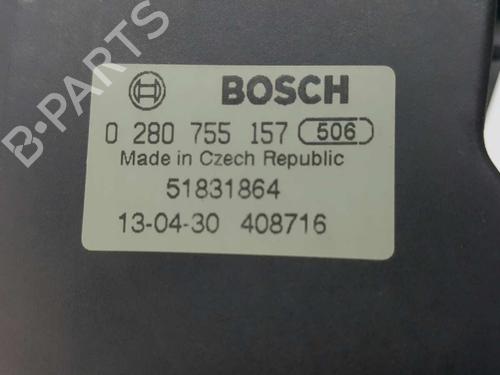 B-PARTS
BOSCH
0 280 755 157 506
Made in Czech Republic
51831864
13-04-30 408716